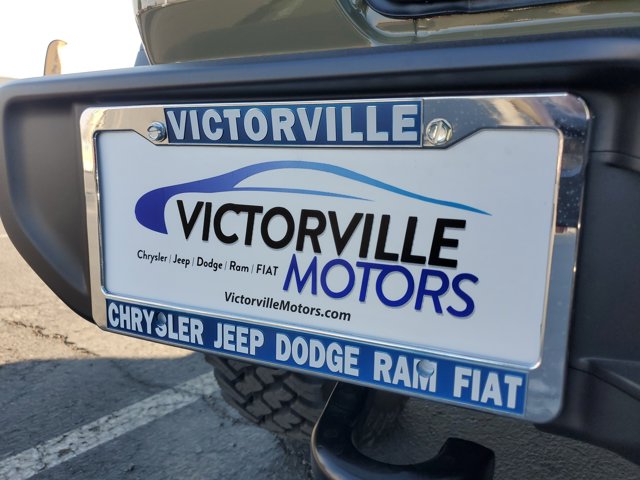 VICTORVILLE
VICTORVILLE
Chrysler / Jeep / Dodge / Ram / FIAT
MOTORS
VictorvilleMotors.com
CHRYSLER JEEP DODGE RAM FIAT